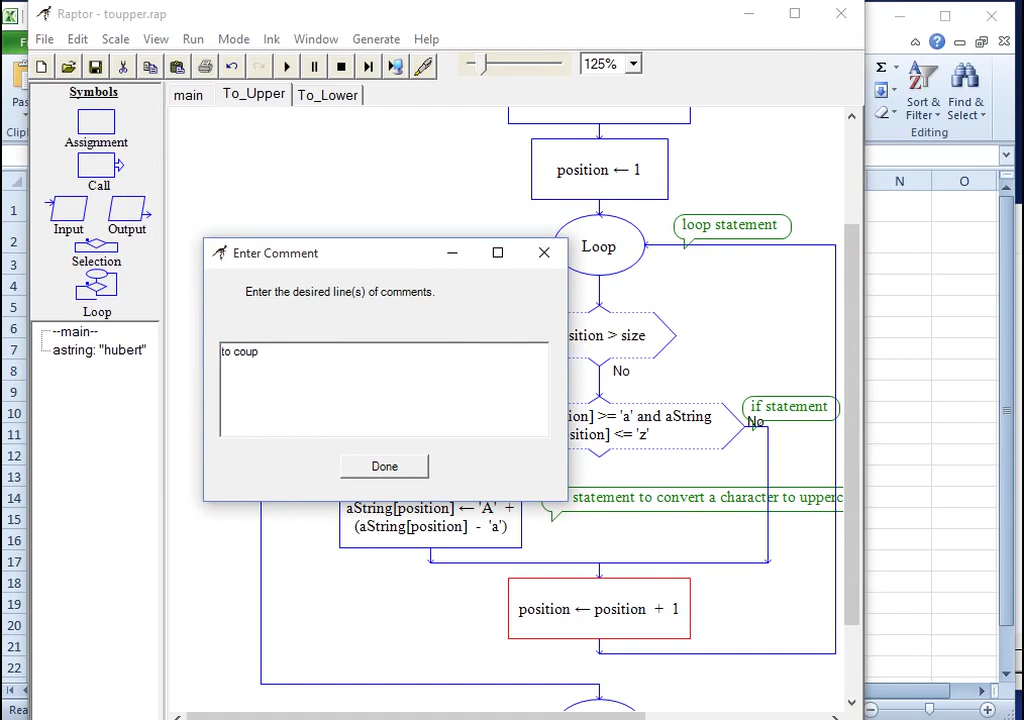 Raptor - toupper.rap
File Edit Scale View Run Mode Ink Window Generate Help
125%
Symbols
Assignment
Call
Input Output
Selection
Loop
--main--
astring: "hubert"
main To_Upper To_Lower
position ← 1
Loop
loop statement
sition > size
No
ion] >= 'a' and aString
sition] <= 'z'
if statement
No
statement to convert a character to upperc
aString[position] ← 'A' +
(aString[position] - 'a')
position ← position + 1
Enter Comment
Enter the desired line(s) of comments.
to coup
Done
F
Pas
Clip
Σ
Sort & Find &
Filter Select
Editing
N O
1
2
3
4
5
6
7
8
9
10
11
12
13
14
15
16
17
18
19
20
21
22
Rea